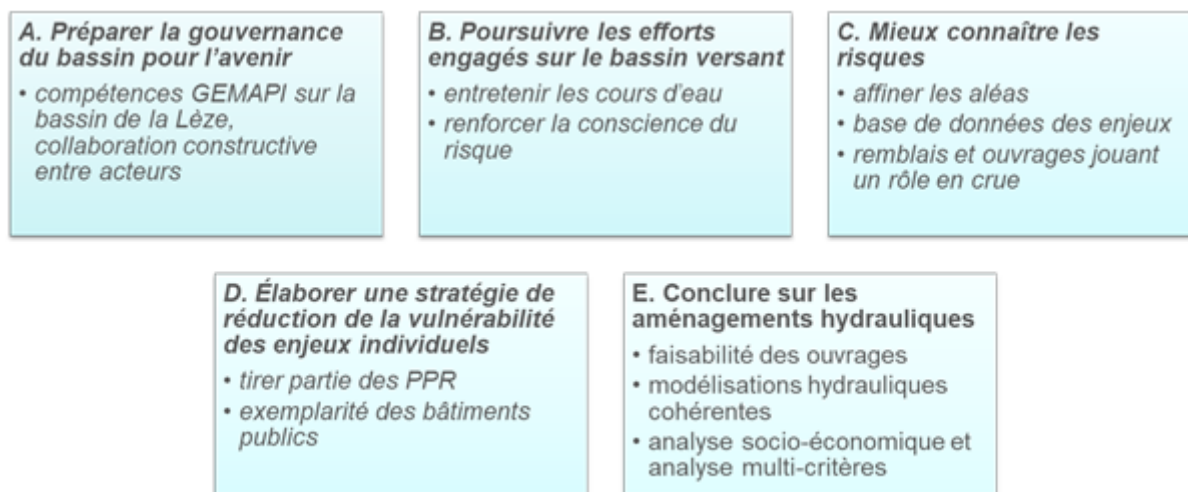 A. Préparer la gouvernance
du bassin pour l'avenir
• compétences GEMAPI sur la
bassin de la Lèze,
collaboration constructive
entre acteurs
B. Poursuivre les efforts
engagés sur le bassin versant
• entretenir les cours d'eau
• renforcer la conscience du
risque
C. Mieux connaître les
risques
• affiner les aléas
• base de données des enjeux
• remblais et ouvrages jouant
un rôle en crue
D. Élaborer une stratégie de
réduction de la vulnérabilité
des enjeux individuels
• tirer partie des PPR
• exemplarité des bâtiments
publics
E. Conclure sur les
aménagements hydrauliques
• faisabilité des ouvrages
• modélisations hydrauliques
cohérentes
• analyse socio-économique et
analyse multi-critères